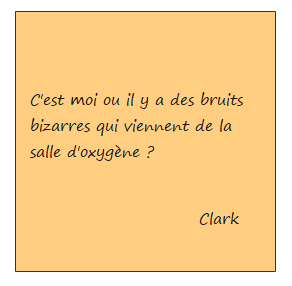 C'est moi ou il y a des bruits
bizarres qui viennent de la
salle d'oxygène ?
Clark